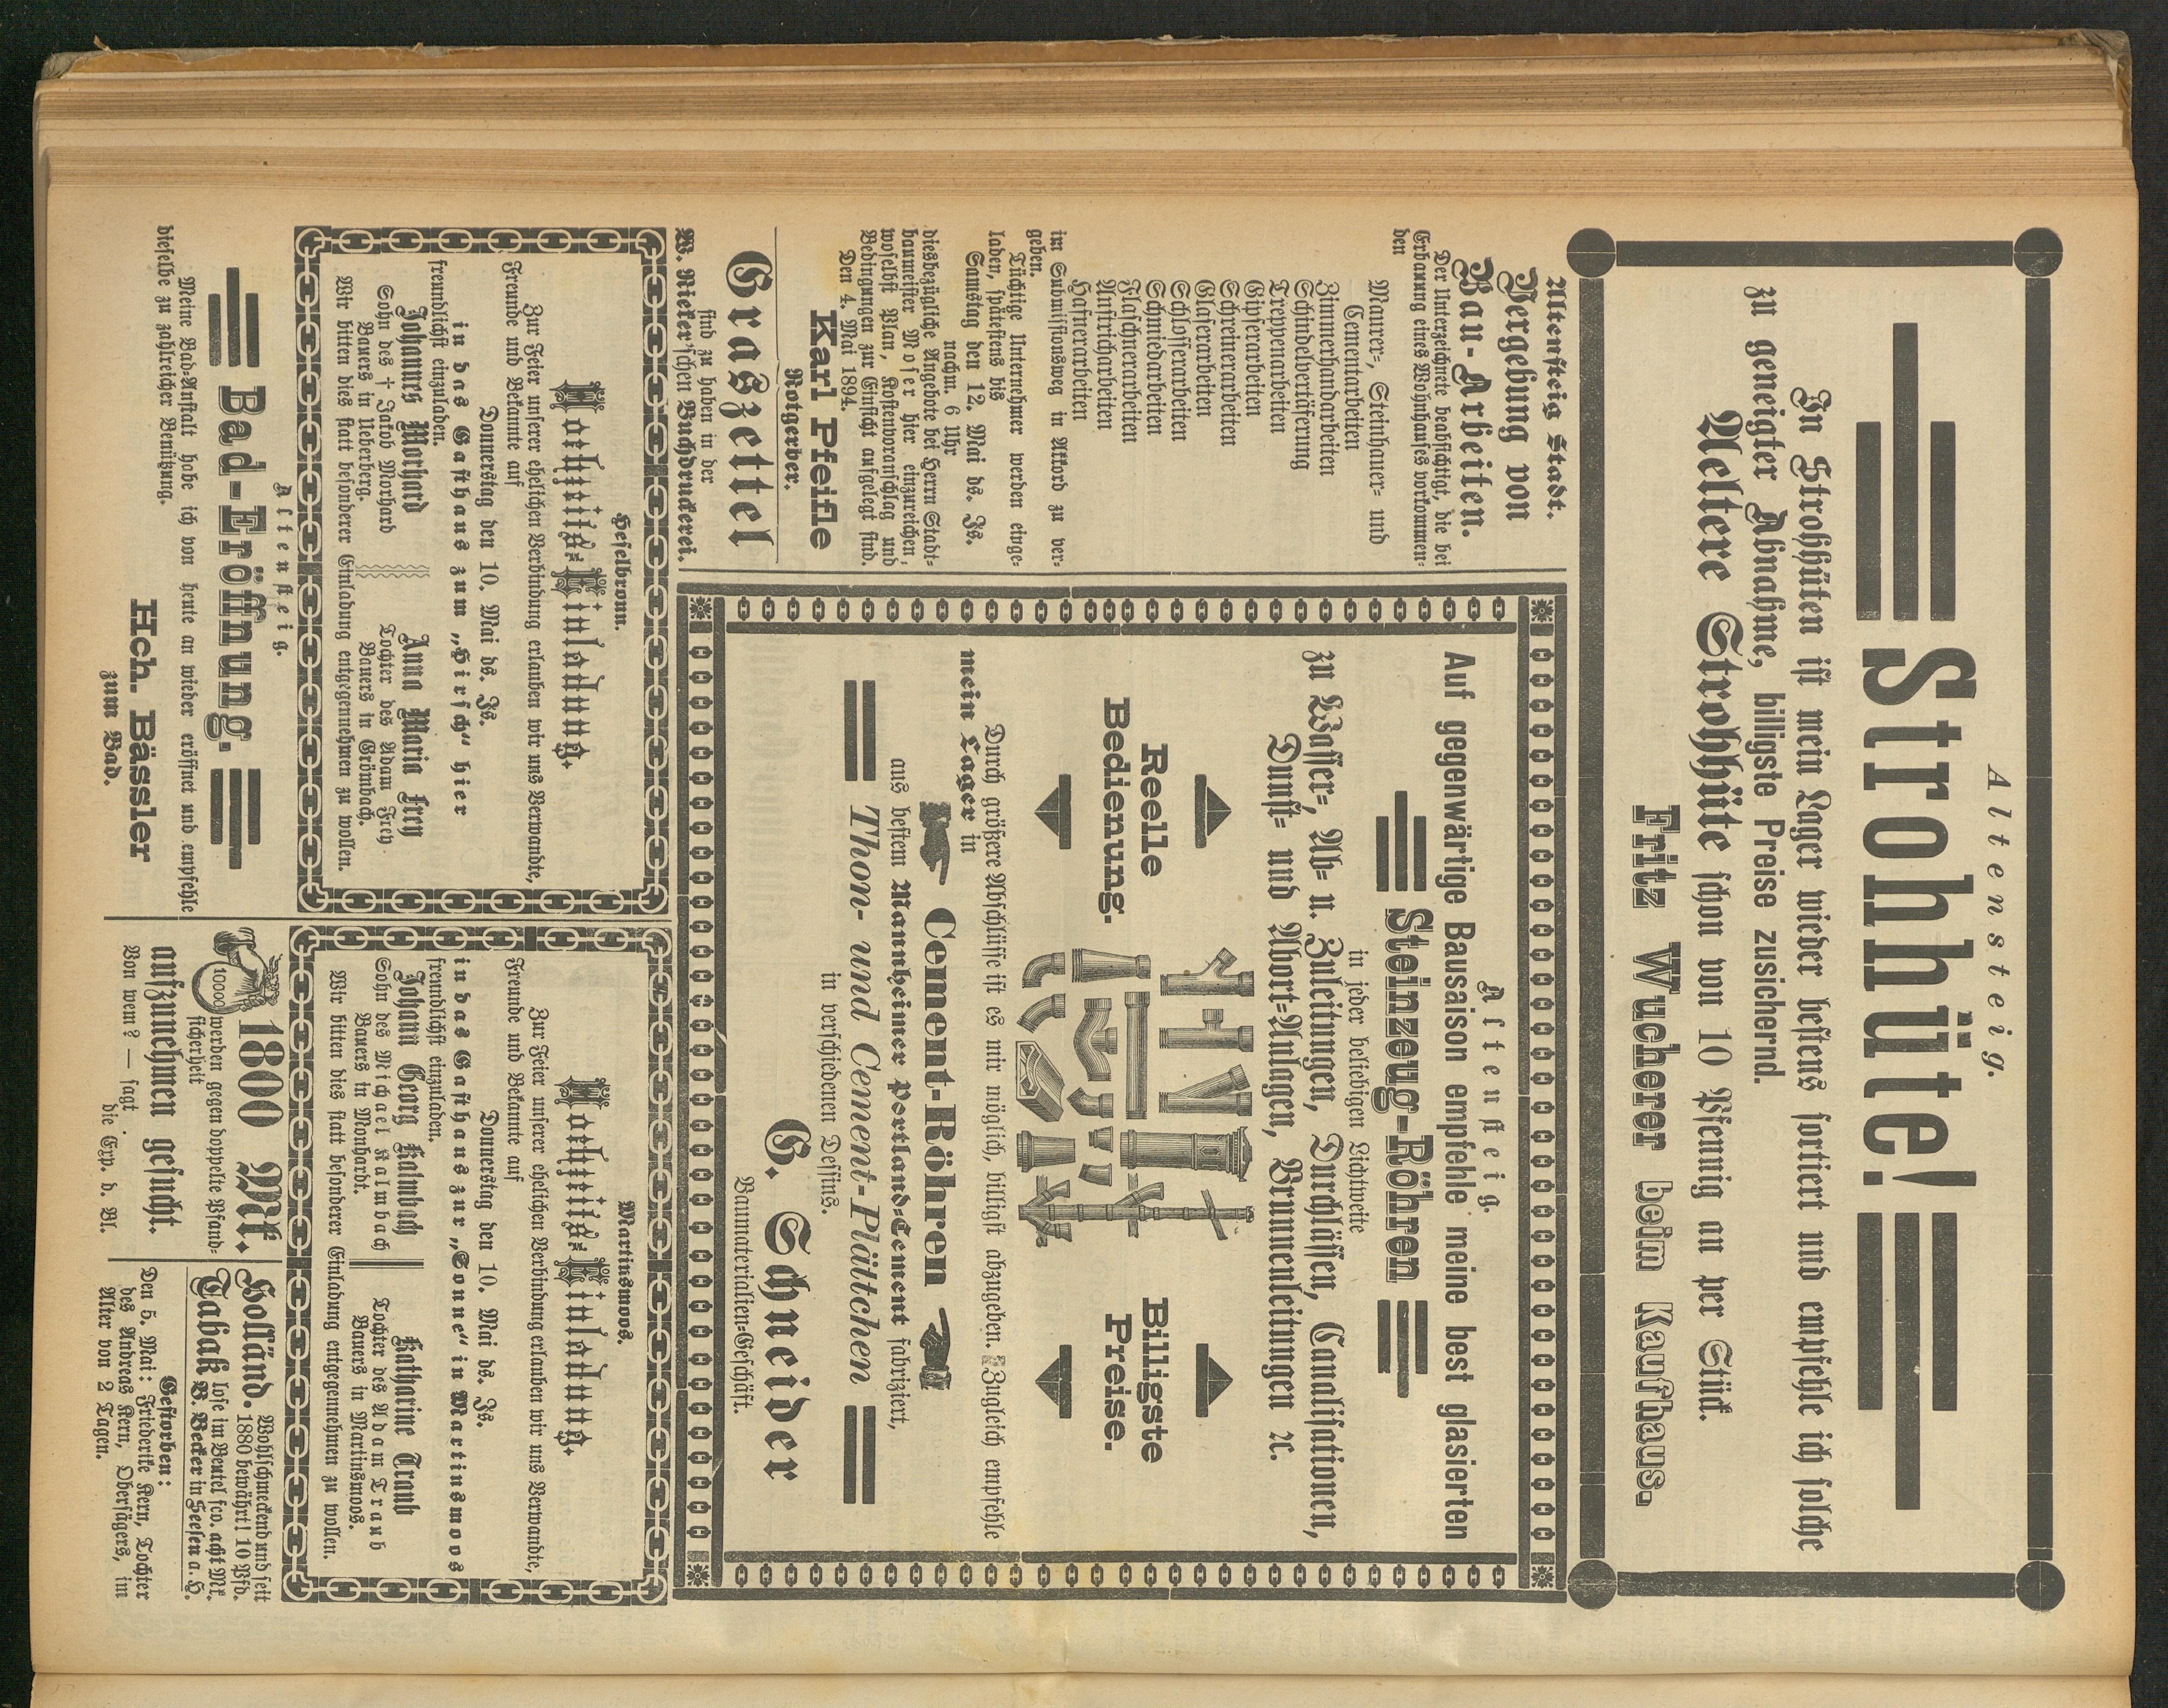 Altensteig.
Strohhüte!
In Strohhüten ist mein Lager wieder bestens sortiert und empfehle ich solche
zu geneigter Abnahme, billigste Preise zusichernd.
Aeltere Strohhüte schon von 10 Pfennig an per Stück.
Fritz Wucherer beim Kaufhaus.
Altensteig Stadt.
Vergebung von
Bau-Arbeiten.
Der Unterzeichnete beabsichtigt, die bei
Erbauung eines Wohnhauses vorkommen-
den
Maurer-, Steinhauer- und
Cementarbeiten
Zimmerhandarbeiten
Schindelvertäferung
Treppenarbeiten
Gipserarbeiten
Schreinerarbeiten
Glaserarbeiten
Schlosserarbeiten
Schmiedarbeiten
Flaschnerarbeiten
Anstricharbeiten
Hafnerarbeiten
im Submissionsweg in Akkord zu ver-
geben.
Tüchtige Unternehmer werden einge-
laden, spätestens bis
Samstag den 12. Mai ds. Js.
nachm. 6 Uhr
diesbezügliche Angebote bei Herrn Stadt-
baumeister Moser hier einzureichen,
woselbst Plan, Kostenvoranschlag und
Bedingungen zur Einsicht aufgelegt sind.
Den 4. Mai 1894.
Karl Pfeifle
Rotgerber.
Graszettel
sind zu haben in der
W. Rieker'schen Buchdruckerei.
Altensteig.
Auf gegenwärtige Bausaison empfehle meine best glasierten
Steinzeug-Röhren
in jeder beliebigen Lichtweite
zu Wasser-, Ab- u. Zuleitungen, Durchlässen, Canalisationen,
Dunst- und Abort-Anlagen, Brunnenleitungen ꝛc.
Reelle
Bedienung.
Billigste
Preise.
Durch größere Abschlüsse ist es mir möglich, billigst abzugeben. Zugleich empfehle
mein Lager in
Cement-Röhren
aus bestem Mannheimer Portland-Cement fabriziert,
Thon- und Cement-Plättchen
in verschiedenen Dessins.
G. Schneider
Baumaterialien-Geschäft.
Heselbronn.
Hochzeits-Einladung.
Zur Feier unserer ehelichen Verbindung erlauben wir uns Verwandte,
Freunde und Bekannte auf
Donnerstag den 10. Mai ds. Js.
in das Gasthaus zum „Hirsch“ hier
freundlichst einzuladen.
Johannes Morhard
Sohn des † Jakob Morhard
Bauers in Ueberberg.
Anna Maria Frey
Tochter des Adam Frey
Bauers in Grömbach.
Wir bitten dies statt besonderer Einladung entgegennehmen zu wollen.
Altensteig.
Bad-Eröffnung.
Meine Bad-Anstalt habe ich von heute an wieder eröffnet und empfehle
dieselbe zu zahlreicher Benützung.
Hch. Bässler
zum Bad.
Martinsmoos.
Hochzeits-Einladung.
Zur Feier unserer ehelichen Verbindung erlauben wir uns Verwandte,
Freunde und Bekannte auf
Donnerstag den 10. Mai ds. Js.
in das Gasthaus zur „Sonne“ in Martinsmoos
freundlichst einzuladen.
Johann Georg Kalmbach
Sohn des Michael Kalmbach
Bauers in Monhardt.
Katharine Traub
Tochter des Adam Traub
Bauers in Martinsmoos.
Wir bitten dies statt besonderer Einladung entgegennehmen zu wollen.
10000
1800 Mk.
werden gegen doppelte Pfand-
sicherheit
aufzunehmen gesucht.
Von wem? — sagt
die Exp. d. Bl.
Holländ. Tabak
Wohlschmeckend und seit
1880 bewährt! 10 Pfd.
lose im Beutel fco. acht Mk.
B. Becker in Seesen a. H.
Gestorben:
Den 5. Mai: Friederike Kern, Tochter
des Andreas Kern, Obersägers, im
Alter von 2 Tagen.